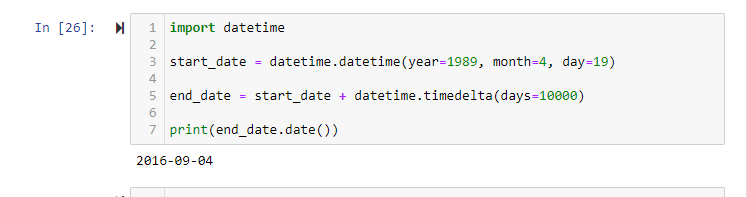 In [26]:
1 import datetime
2
3 start_date = datetime.datetime(year=1989, month=4, day=19)
4
5 end_date = start_date + datetime.timedelta(days=10000)
6
7 print(end_date.date())
2016-09-04